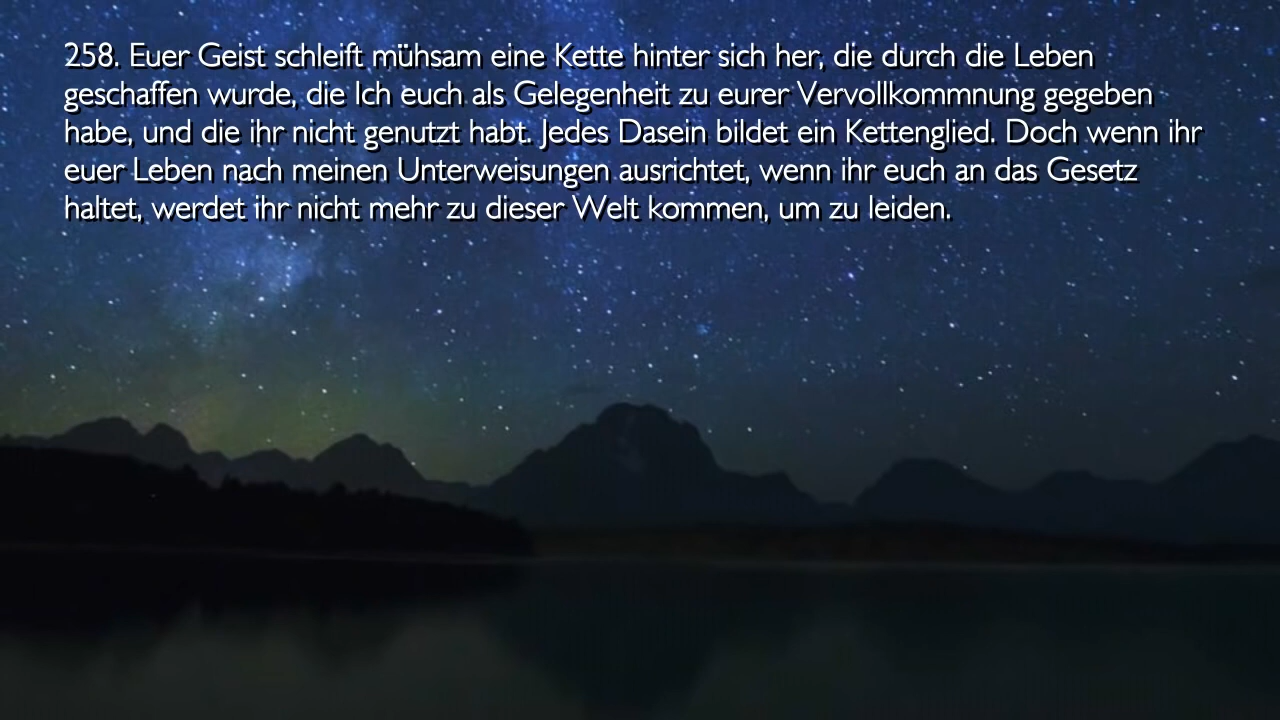 258. Euer Geist schleift mühsam eine Kette hinter sich her, die durch die Leben
geschaffen wurde, die Ich euch als Gelegenheit zu eurer Vervollkommnung gegeben
habe, und die ihr nicht genutzt habt. Jedes Dasein bildet ein Kettenglied. Doch wenn ihr
euer Leben nach meinen Unterweisungen ausrichtet, wenn ihr euch an das Gesetz
haltet, werdet ihr nicht mehr zu dieser Welt kommen, um zu leiden.